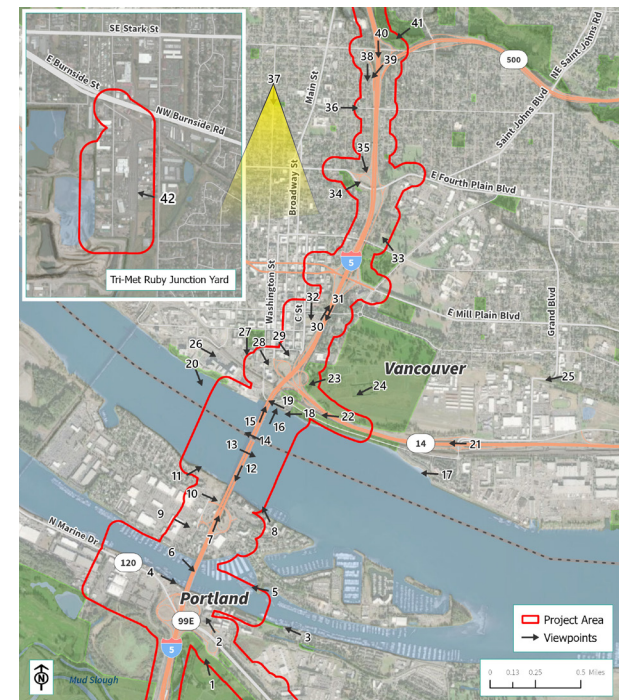 SE Stark St
E Burnside St
NW Burnside Rd
42
Tri-Met Ruby Junction Yard
37
Main St
Broadway St
41
40
38
39
500
NE Saint Johns Rd
Saint Johns Blvd
36
35
34
E Fourth Plain Blvd
33
5
Washington St
C St
32
31
30
E Mill Plain Blvd
Grand Blvd
29
28
27
26
20
Vancouver
23
24
25
19
18
22
15
16
14
14
21
13
12
17
11
10
9
8
7
N Marine Dr
120
6
4
5
Portland
99E
2
3
5
1
Mud Slough
N
Project Area
Viewpoints
0 0.13 0.25 0.5 Miles